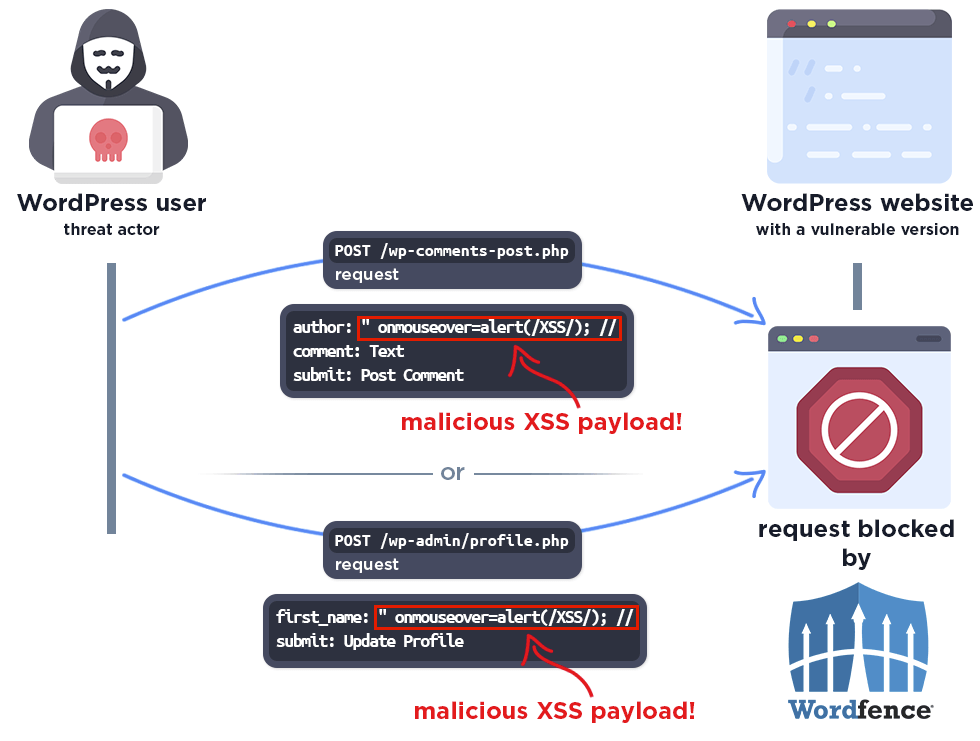 WordPress user
threat actor
WordPress website
with a vulnerable version
POST /wp-comments-post.php
request
author: " onmouseover=alert(/XSS/); //
comment: Text
submit: Post Comment
malicious XSS payload!
or
POST /wp-admin/profile.php
request
first_name: " onmouseover=alert(/XSS/); //
submit: Update Profile
malicious XSS payload!
request blocked
by
Wordfence